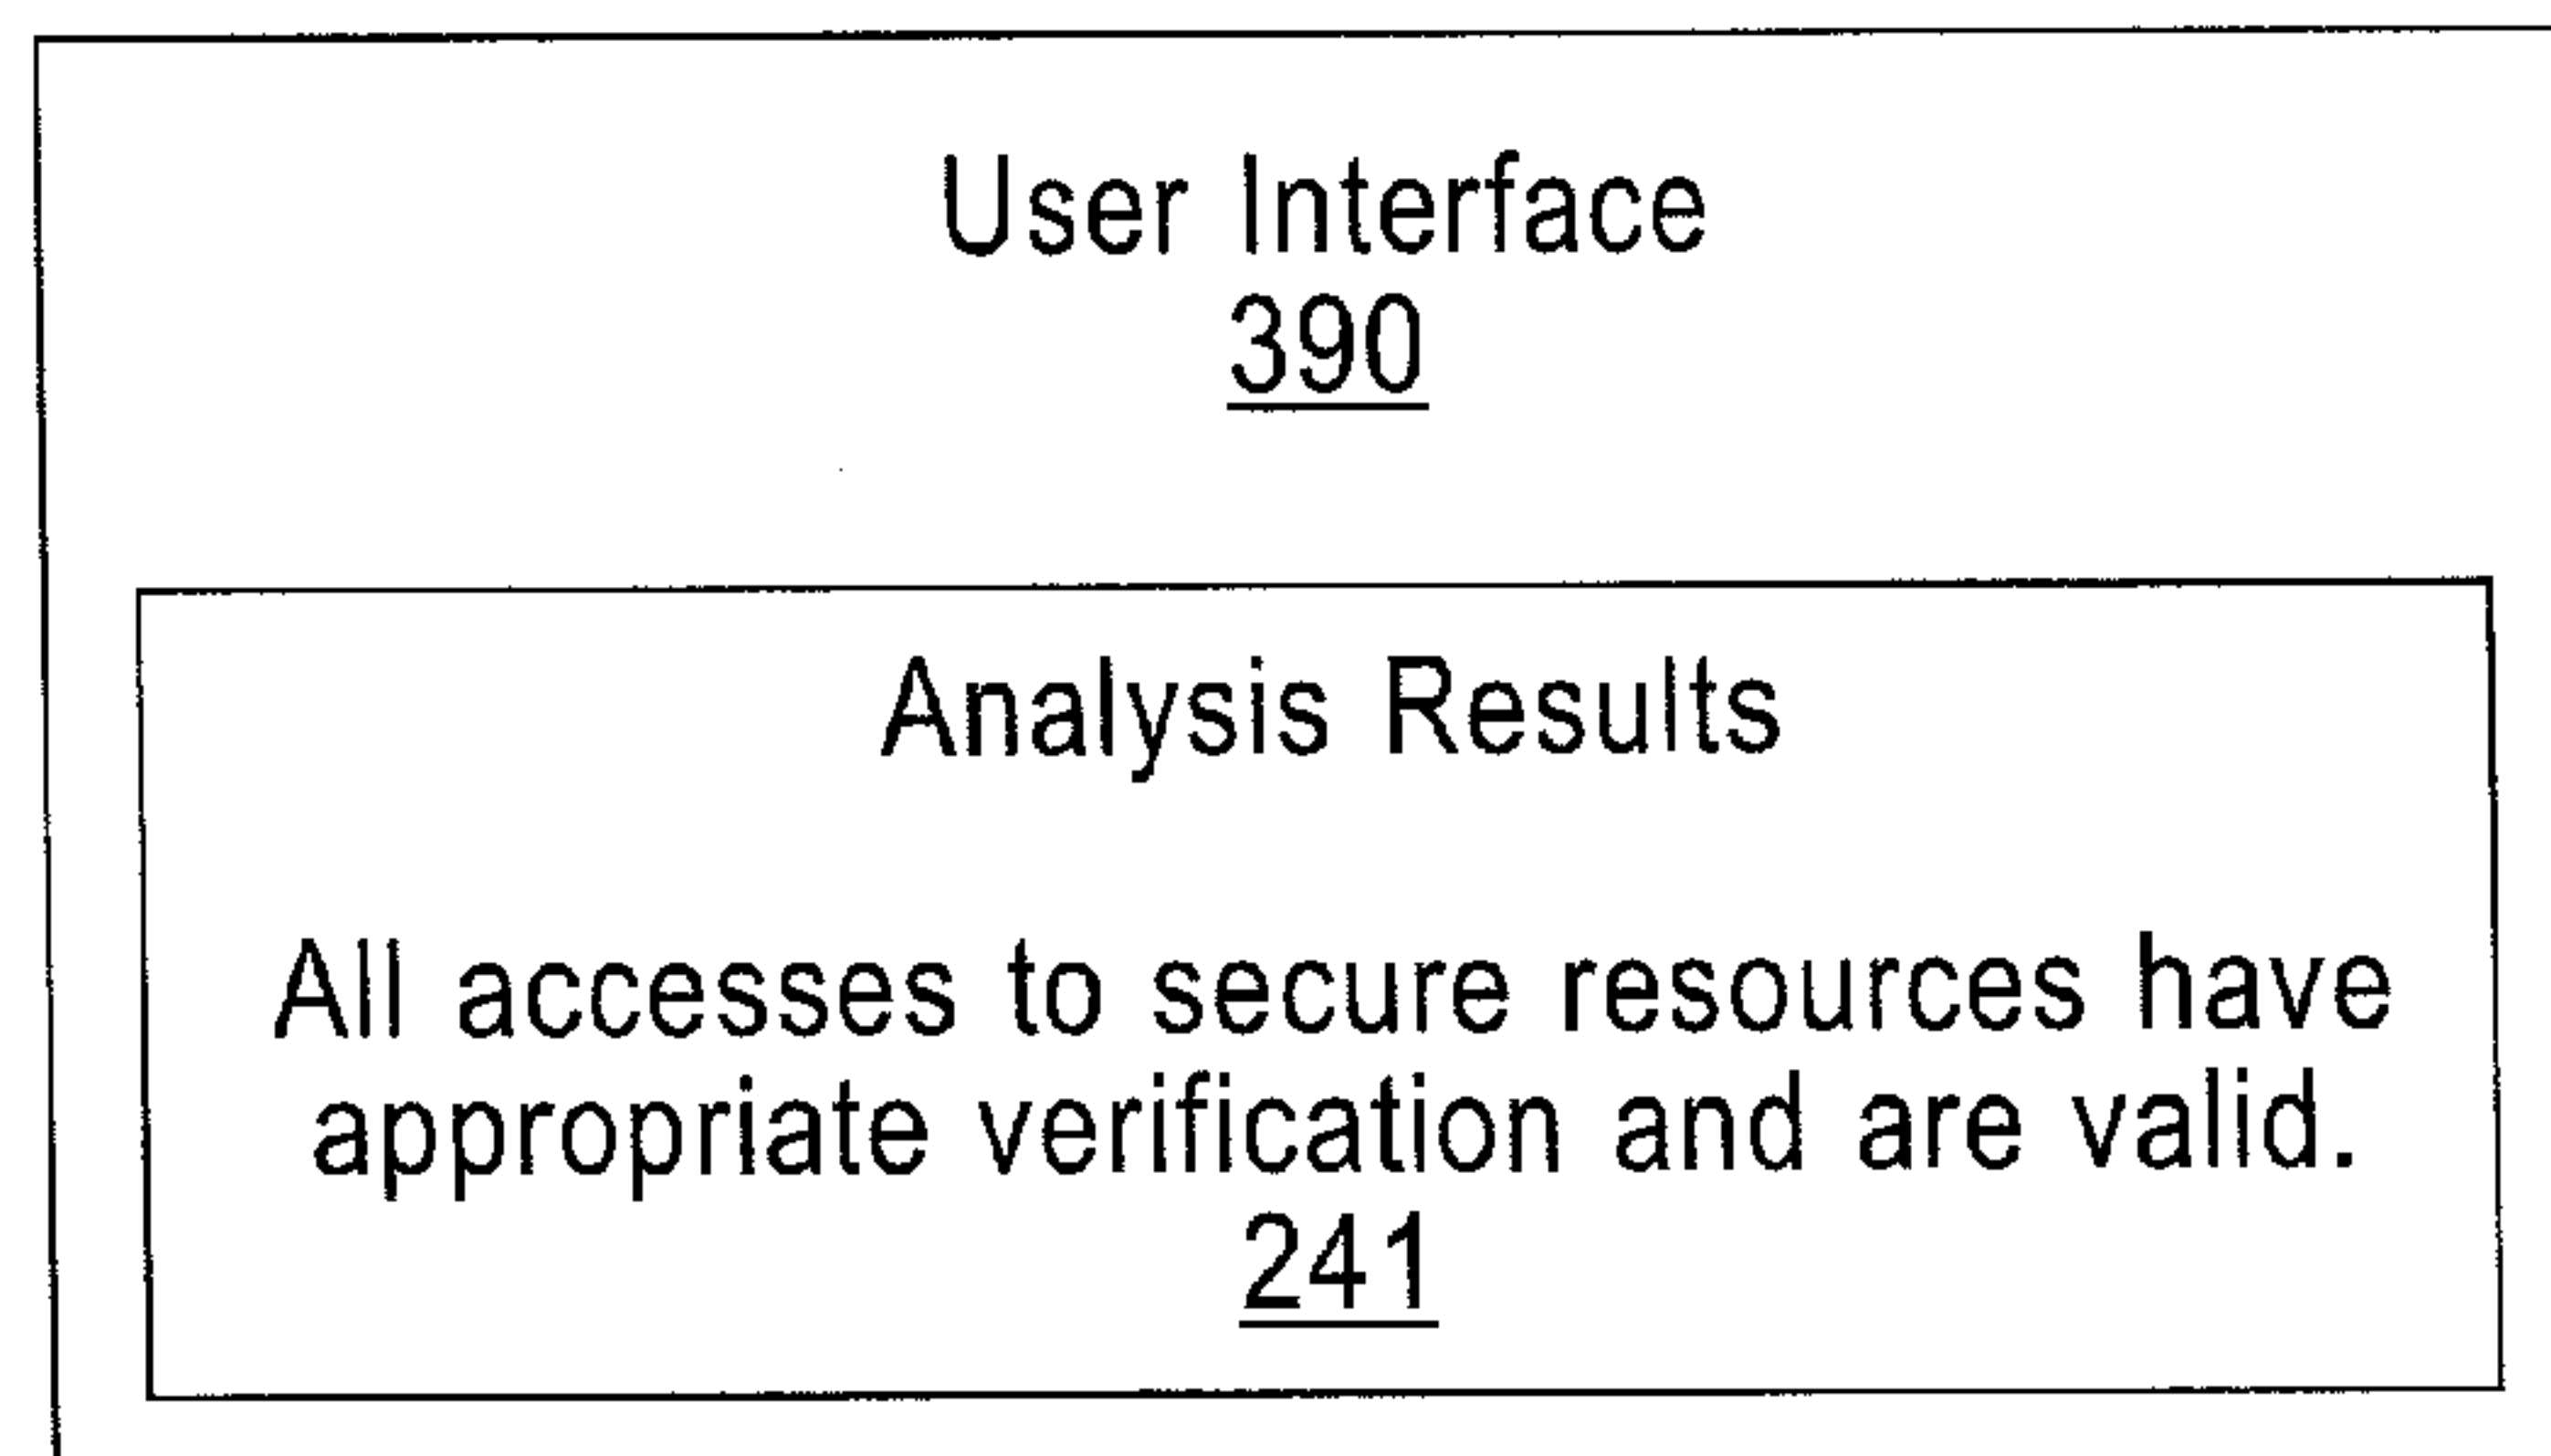 User Interface
390
Analysis Results
All accesses to secure resources have
appropriate verification and are valid.
241